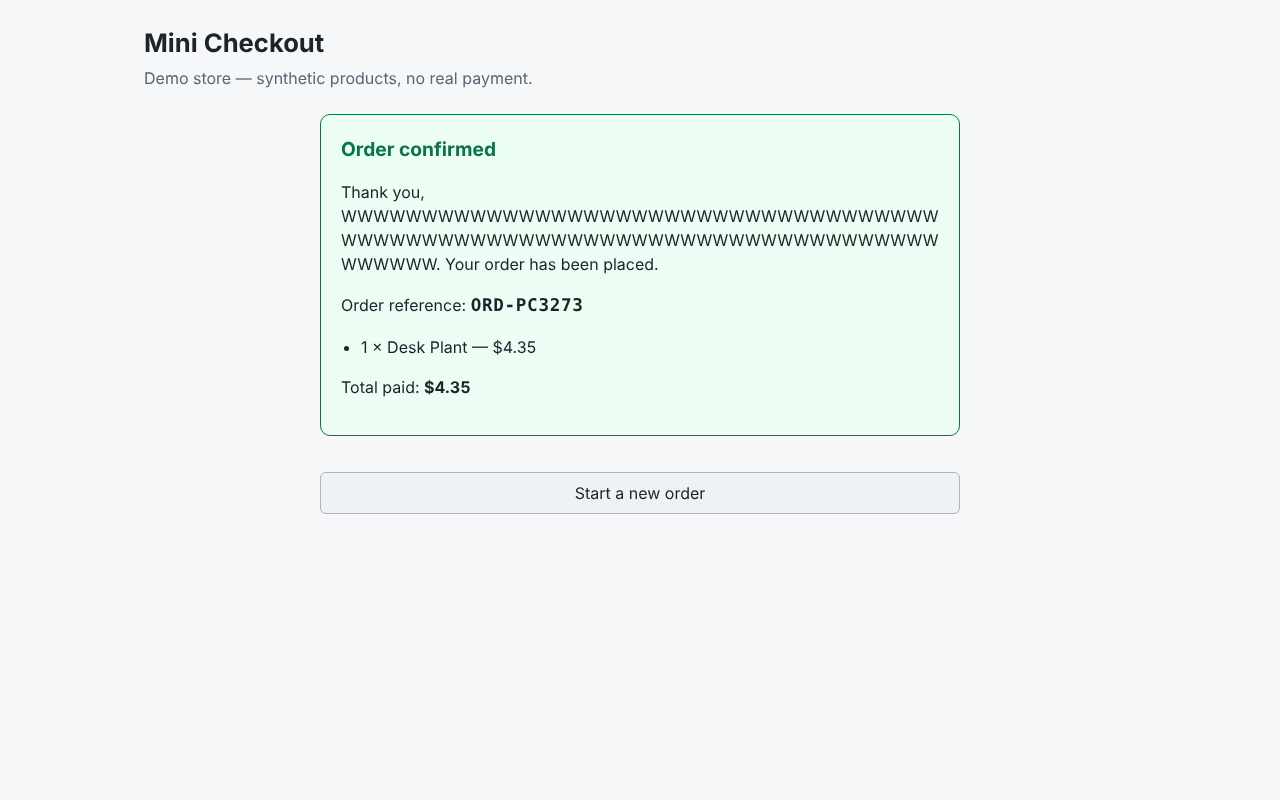 Mini Checkout
Demo store — synthetic products, no real payment.
Order confirmed
Thank you,
WWWWWWWWWWWWWWWWWWWWWWWWWWWWWWWWWWWWW
WWWWWWWWWWWWWWWWWWWWWWWWWWWWWWWWWWWWW
WWWWWW. Your order has been placed.
Order reference: ORD-PC3273
• 1 × Desk Plant — $4.35
Total paid: $4.35
Start a new order